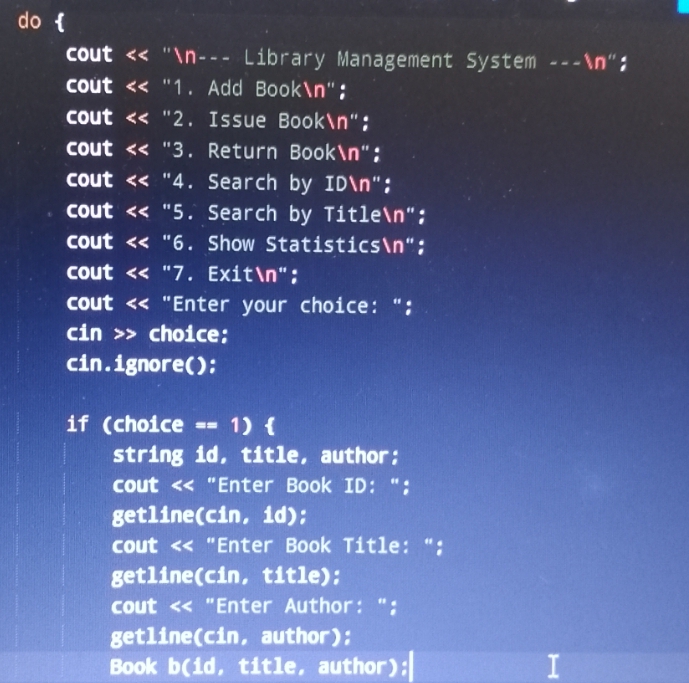 do {
    cout << "\n--- Library Management System ---\n";
    cout << "1. Add Book\n";
    cout << "2. Issue Book\n";
    cout << "3. Return Book\n";
    cout << "4. Search by ID\n";
    cout << "5. Search by Title\n";
    cout << "6. Show Statistics\n";
    cout << "7. Exit\n";
    cout << "Enter your choice: ";
    cin >> choice;
    cin.ignore();

    if (choice == 1) {
        string id, title, author;
        cout << "Enter Book ID: ";
        getline(cin, id);
        cout << "Enter Book Title: ";
        getline(cin, title);
        cout << "Enter Author: ";
        getline(cin, author);
        Book b(id, title, author);